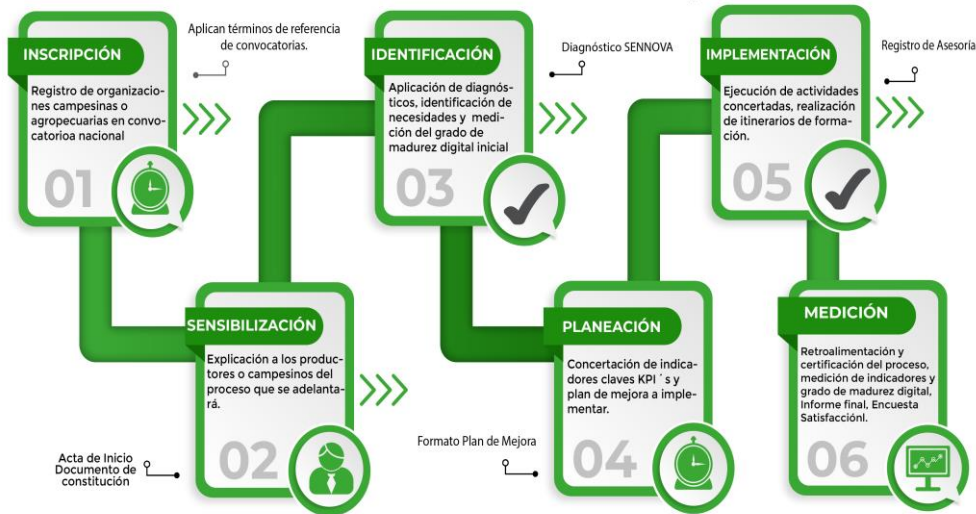 INSCRIPCIÓN
Registro de organizacio-
nes campesinas o
agropecuarias en convo-
catorioa nacional
01
Aplican términos de referencia
de convocatorias.
SENSIBILIZACIÓN
Explicación a los produc-
tores o campesinos del
proceso que se adelanta-
rá.
02
Acta de Inicio
Documento de
constitución
IDENTIFICACIÓN
Aplicación de diagnós-
ticos, identificación de
necesidades y medi-
ción del grado de
madurez digital inicial
03
Diagnóstico SENNOVA
PLANEACIÓN
Concertación de indica-
dores claves KPI ´s y
plan de mejora a imple-
mentar.
04
Formato Plan de Mejora
IMPLEMENTACIÓN
Ejecución de actividades
concertadas, realización
de itinerarios de forma-
ción.
05
Registro de Asesoría
MEDICIÓN
Retroalimentación y
certificación del proceso,
medición de indicadores y
grado de madurez digital,
Informe final, Encuesta
Satisfacciónl.
06